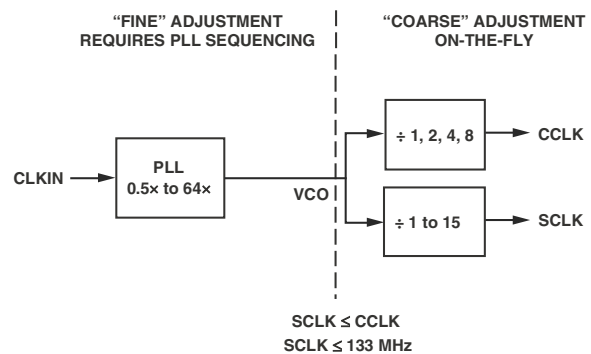 “FINE” ADJUSTMENT
REQUIRES PLL SEQUENCING
“COARSE” ADJUSTMENT
ON-THE-FLY
CLKIN
PLL
0.5× to 64×
VCO
÷ 1, 2, 4, 8
CCLK
÷ 1 to 15
SCLK
SCLK ≤ CCLK
SCLK ≤ 133 MHz